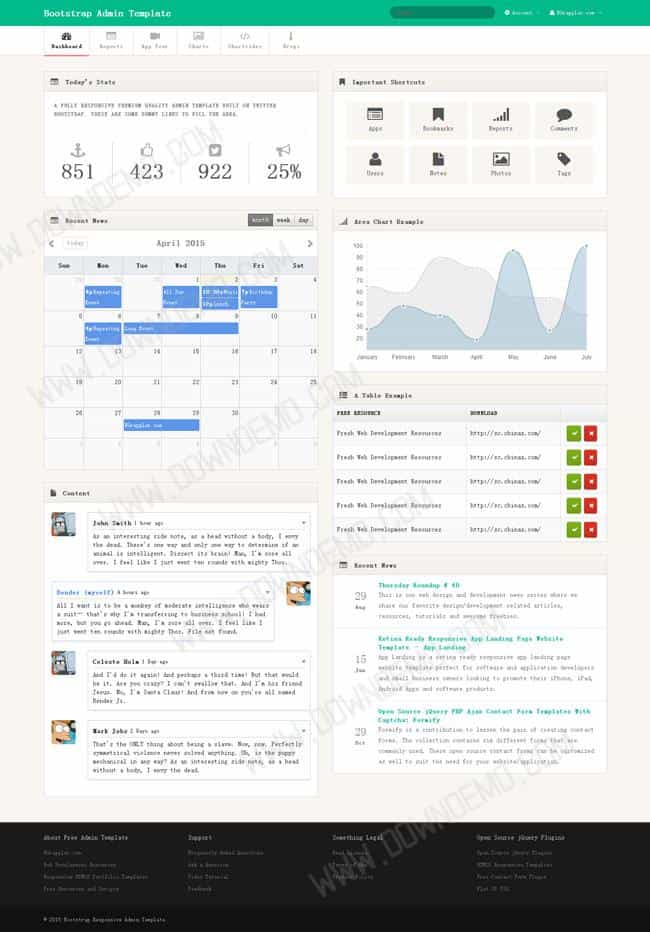 Bootstrap Admin Template
Account
Dashboard
Reports
App Tour
Charts
Shortcodes
Drops
Today's Stats
A FULLY RESPONSIVE PREMIUM QUALITY ADMIN TEMPLATE BUILT ON TWITTER
BOOTSTRAP. THESE ARE SOME DUMMY LINES TO FILL THE AREA.
851
423
922
25%
Important Shortcuts
Apps
Bookmarks
Reports
Comments
Users
Notes
Photos
Tags
Recent News
month
week
day
today
April 2015
Sun Mon Tue Wed Thu Fri Sat
29 30 31 1 2 3 4
Repeating
Event
All Day
Event
Birthday
Party
Lunch
5 6 7 8 9 10 11
Repeating
Event
Long Event
12 13 14 15 16 17 18
19 20 21 22 23 24 25
26 27 28 29 30
EGrappler.com
Area Chart Example
100
90
80
70
60
50
40
30
20
January February March April May June July
A Table Example
FREE RESOURCE
DOWNLOAD
Fresh Web Development Resources http://sc.chinaz.com/
Fresh Web Development Resources http://sc.chinaz.com/
Fresh Web Development Resources http://sc.chinaz.com/
Fresh Web Development Resources http://sc.chinaz.com/
Fresh Web Development Resources http://sc.chinaz.com/
Content
John Smith 1 hour ago
As an interesting side note, as a head without a body, I envy
the dead. There's one way and only one way to determine if an
animal is intelligent. Dissect its brain! Man, I'm sore all
over. I feel like I just went ten rounds with mighty Thor.
Bender (myself) 4 hours ago
All I want is to be a monkey of moderate intelligence who wears
a suit— that's why I'm transferring to business school! I had
more, but you go ahead. Man, I'm sore all over. I feel like I
just went ten rounds with mighty Thor. File not found.
Celeste Holm 1 Day ago
And I'd do it again! And perhaps a third time! But that would
be it. Are you crazy? I can't swallow that. And I'm his friend
Jesus. No, I'm Santa Claus! And from now on you're all named
Bender Jr.
Mark Jobs 2 Days ago
That's the ONLY thing about being a slave. Now, now. Perfectly
symmetrical violence never solved anything. Uh, is the puppy
mechanical in any way? As an interesting side note, as a head
without a body, I envy the dead.
Recent News
29
Aug
Thursday Roundup # 40
This is our web design and development news series where we
share our favorite design/development related articles,
resources, tutorials and awesome freebies.
15
Jun
Retina Ready Responsive App Landing Page Website
Template – App Landing
App Landing is a retina ready responsive app landing page
website template perfect for software and application developers
and small business owners looking to promote their iPhone, iPad,
Android Apps and software products.
29
Oct
Open Source jQuery PHP Ajax Contact Form Templates With
Captcha: Formify
Formify is a contribution to lessen the pain of creating contact
forms. The collection contains six different forms that are
commonly used. These open source contact forms can be customized
as well to suit the need for your website/application.
About Free Admin Template
EGrappler.com
Web Development Resources
Responsive HTML5 Portfolio Templates
Free Resources and Scripts
Support
Frequently Asked Questions
Ask a Question
Video Tutorial
Feedback
Something Legal
Read License
Terms of Use
Privacy Policy
Open Source jQuery Plugins
Open Source jQuery Plugins
HTML5 Responsive Templates
Free Contact Form Plugin
Flat UI PSD
© 2015 Bootstrap Responsive Admin Template
WWW.DOWNDEMO.COM